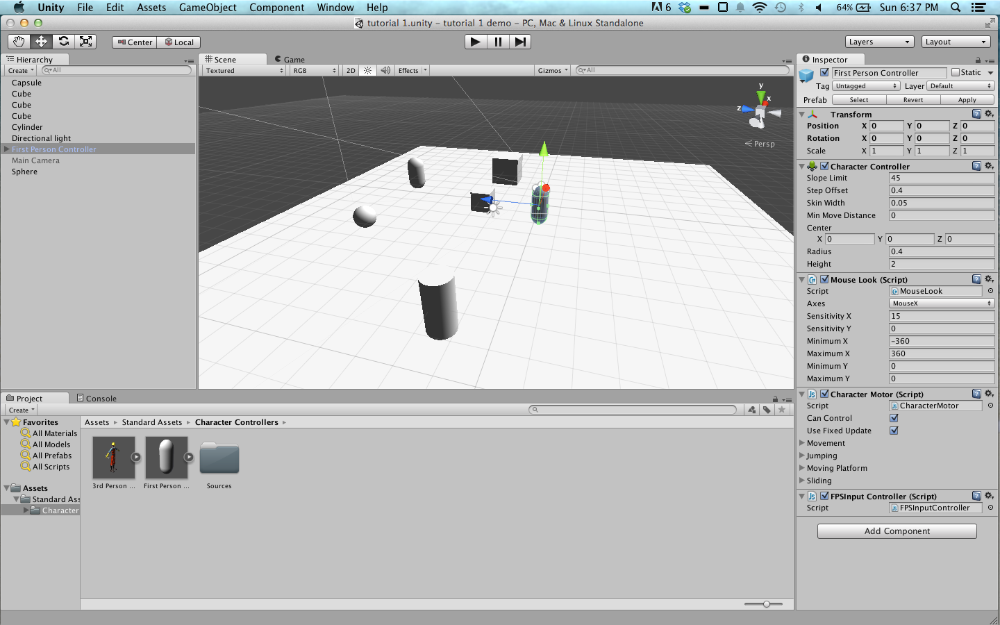 Unity File Edit Assets GameObject Component Window Help 6 64% Sun 6:37 PM
tutorial 1.unity - tutorial 1 demo - PC, Mac & Linux Standalone
Center Local Layers Layout
Hierarchy
Create All
Capsule
Cube
Cube
Cube
Cylinder
Directional light
First Person Controller
Main Camera
Sphere
Scene Game
Textured RGB 2D Effects Gizmos All
y
x
z
Persp
Inspector
First Person Controller Static
Tag Untagged Layer Default
Prefab Select Revert Apply
Transform
Position X 0 Y 0 Z 0
Rotation X 0 Y 0 Z 0
Scale X 1 Y 1 Z 1
Character Controller
Slope Limit 45
Step Offset 0.4
Skin Width 0.05
Min Move Distance 0
Center
X 0 Y 0 Z 0
Radius 0.4
Height 2
Mouse Look (Script)
Script MouseLook
Axes MouseX
Sensitivity X 15
Sensitivity Y 0
Minimum X -360
Maximum X 360
Minimum Y 0
Maximum Y 0
Character Motor (Script)
Script CharacterMotor
Can Control
Use Fixed Update
Movement
Jumping
Moving Platform
Sliding
FPSInput Controller (Script)
Script FPSInputController
Add Component
Project Console
Create
Favorites
All Materials
All Models
All Prefabs
All Scripts
Assets
Standard Ass
Character
Assets Standard Assets Character Controllers
3rd Person ... First Person ... Sources